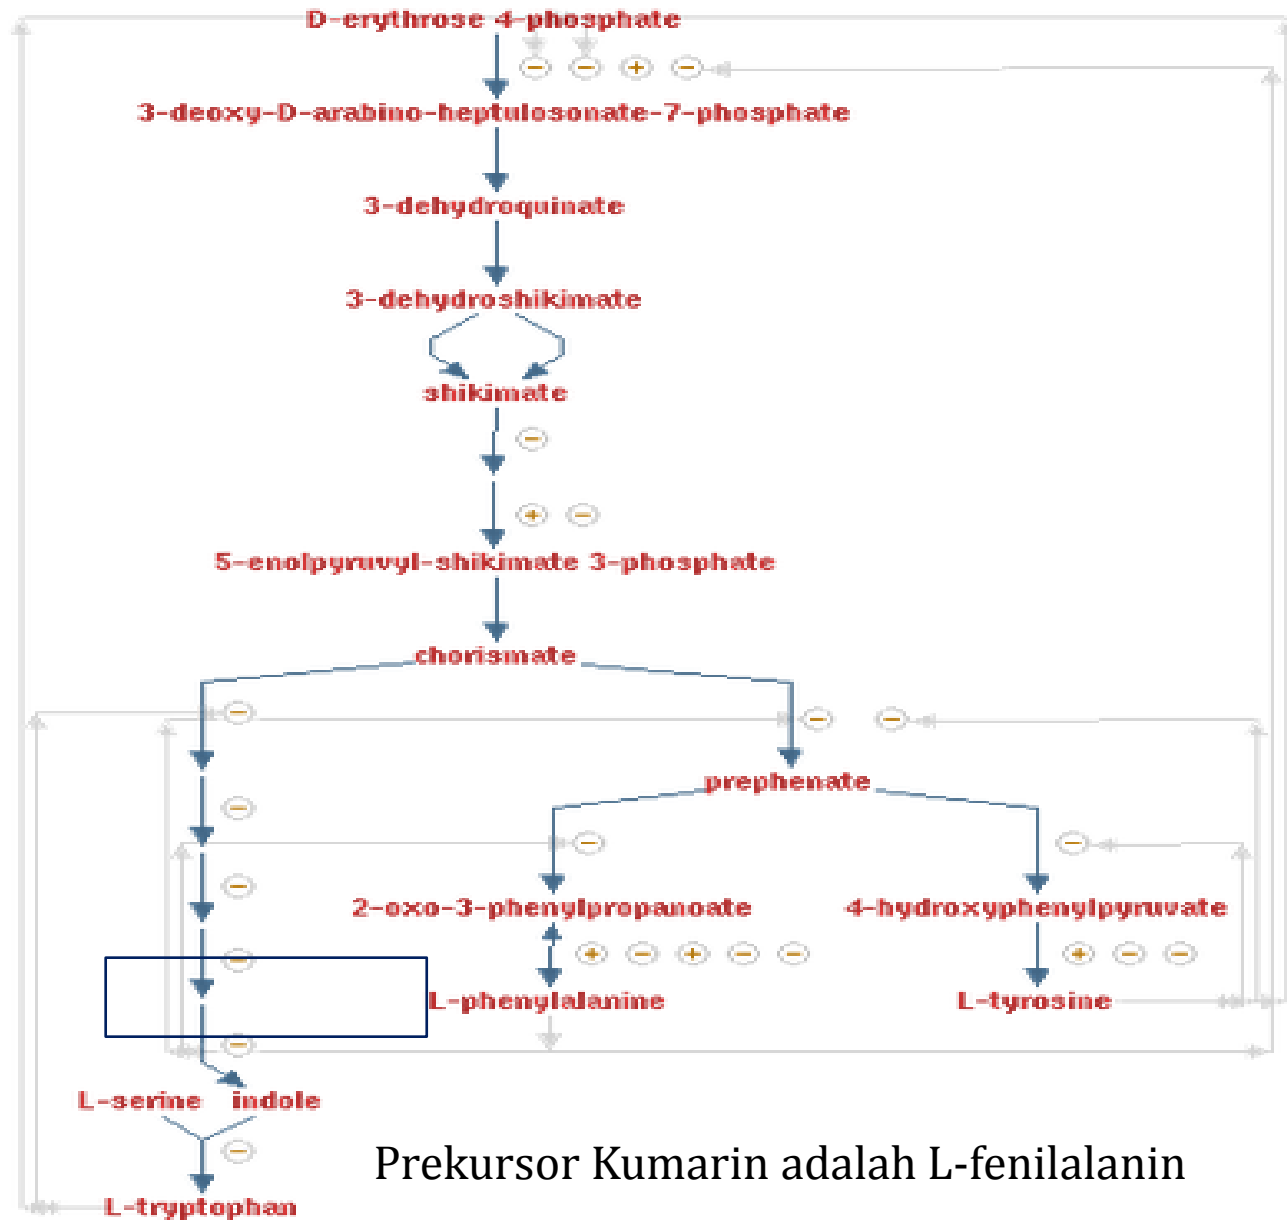 D-erythrose 4-phosphate
3-deoxy-D-arabino-heptulosonate-7-phosphate
3-dehydroquinate
3-dehydroshikimate
shikimate
5-enolpyruvyl-shikimate 3-phosphate
chorismate
prephenate
2-oxo-3-phenylpropanoate 4-hydroxyphenylpyruvate
L-phenylalanine L-tyrosine
L-serine indole
Prekursor Kumarin adalah L-fenilalanin
L-tryptophan